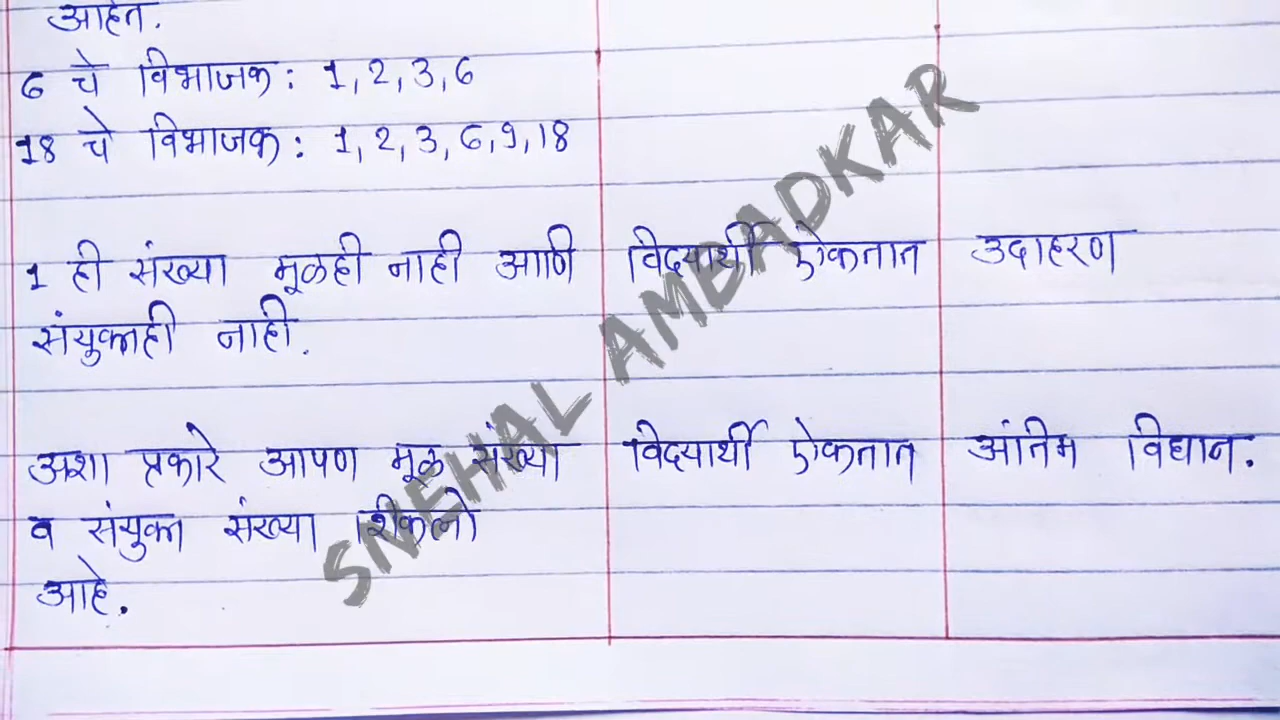 आहेत.
6 चे विभाजक: 1, 2, 3, 6
18 चे विभाजक: 1, 2, 3, 6, 9, 18
1 ही संख्या मूळही नाही आणि
संयुक्तही नाही.
विद्यार्थी ऐकतात
उदाहरण
अशा प्रकारे आपण मूळ संख्या
व संयुक्त संख्या शिकलो
आहे.
विद्यार्थी ऐकतात
अंतिम विधान.
SNEHAL AMBADKAR